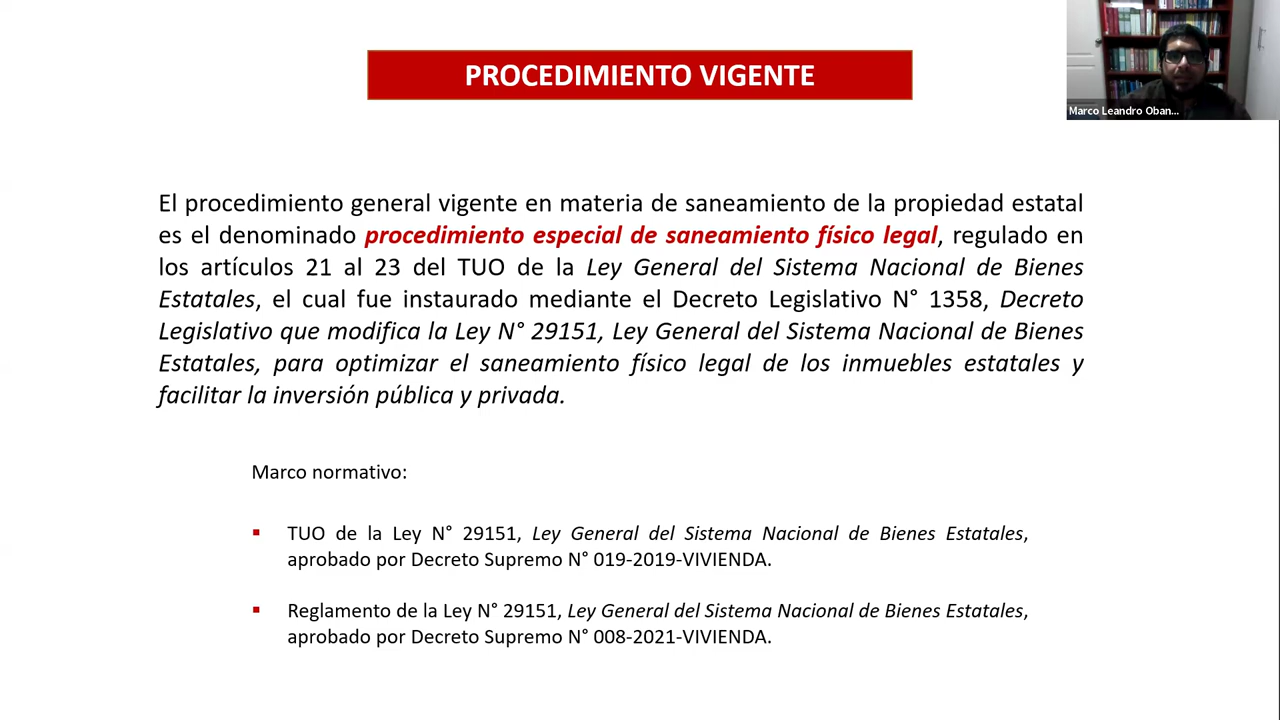 PROCEDIMIENTO VIGENTE
Marco Leandro Oban...
El procedimiento general vigente en materia de saneamiento de la propiedad estatal
es el denominado procedimiento especial de saneamiento físico legal, regulado en
los artículos 21 al 23 del TUO de la Ley General del Sistema Nacional de Bienes
Estatales, el cual fue instaurado mediante el Decreto Legislativo N° 1358, Decreto
Legislativo que modifica la Ley N° 29151, Ley General del Sistema Nacional de Bienes
Estatales, para optimizar el saneamiento físico legal de los inmuebles estatales y
facilitar la inversión pública y privada.
Marco normativo:
▪ TUO de la Ley N° 29151, Ley General del Sistema Nacional de Bienes Estatales,
aprobado por Decreto Supremo N° 019-2019-VIVIENDA.
▪ Reglamento de la Ley N° 29151, Ley General del Sistema Nacional de Bienes Estatales,
aprobado por Decreto Supremo N° 008-2021-VIVIENDA.